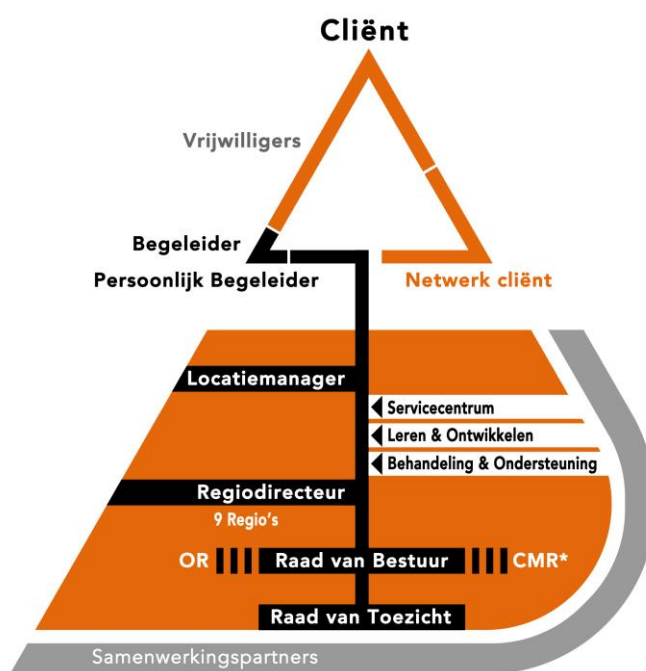 Cliënt
Vrijwilligers
Begeleider
Persoonlijk Begeleider
Netwerk cliënt
Locatiemanager
Servicecentrum
Leren & Ontwikkelen
Behandeling & Ondersteuning
Regiodirecteur
9 Regio's
OR
Raad van Bestuur
CMR*
Raad van Toezicht
Samenwerkingspartners